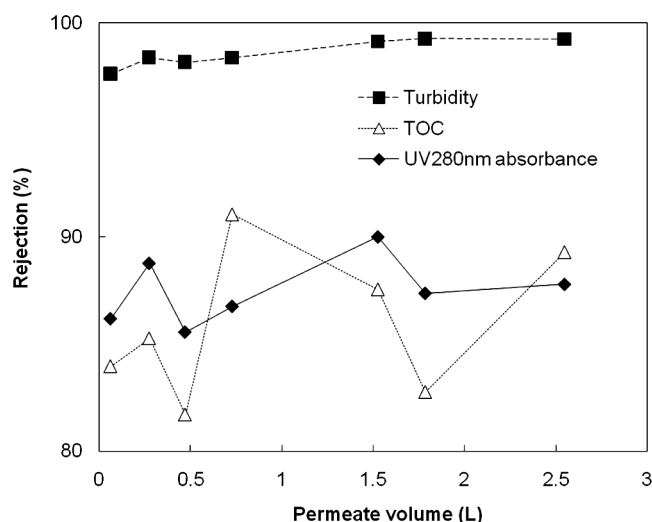 100
90
80
Rejection (%)
Turbidity
TOC
UV280nm absorbance
0 0.5 1 1.5 2 2.5 3
Permeate volume (L)